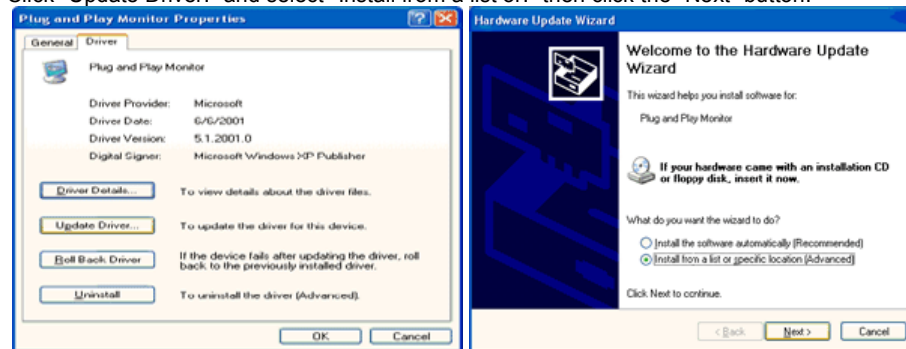 Click "Update Driver" and select "Install from a list or." then click the "Next" button.
Plug and Play Monitor Properties
General
Driver
Plug and Play Monitor
Driver Provider: Microsoft
Driver Date: 6/6/2001
Driver Version: 5.1.2001.0
Digital Signer: Microsoft Windows XP Publisher
Driver Details... To view details about the driver files.
Update Driver... To update the driver for this device.
Roll Back Driver If the device fails after updating the driver, roll
back to the previously installed driver.
Uninstall To uninstall the driver (Advanced).
OK Cancel
Hardware Update Wizard
Welcome to the Hardware Update
Wizard
This wizard helps you install software for:
Plug and Play Monitor
If your hardware came with an installation CD
or floppy disk, insert it now.
What do you want the wizard to do?
Install the software automatically (Recommended)
Install from a list or specific location (Advanced)
Click Next to continue.
< Back Next > Cancel